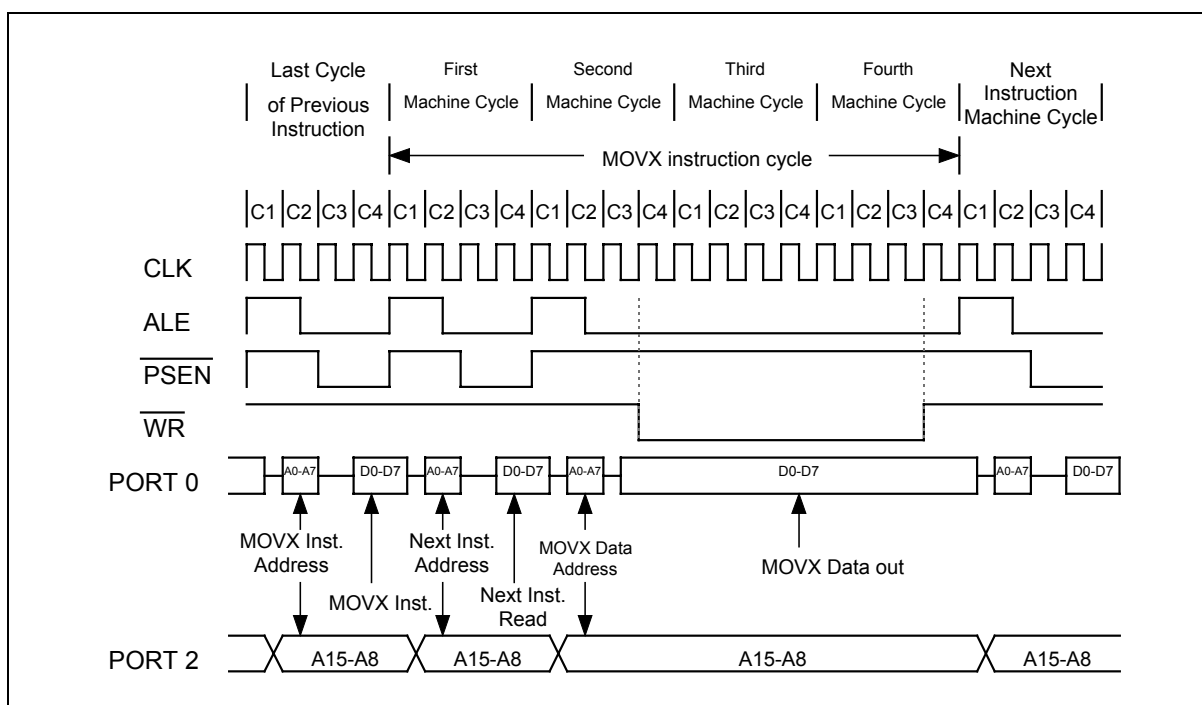 Last Cycle
of Previous
Instruction
First
Machine Cycle
Second
Machine Cycle
Third
Machine Cycle
Fourth
Machine Cycle
Next
Instruction
Machine Cycle
MOVX instruction cycle
C1 C2 C3 C4 C1 C2 C3 C4 C1 C2 C3 C4 C1 C2 C3 C4 C1 C2 C3 C4 C1 C2 C3 C4
CLK
ALE
PSEN
WR
PORT 0
A0-A7 D0-D7 A0-A7 D0-D7 A0-A7 D0-D7 A0-A7 D0-D7
MOVX Inst.
Address
MOVX Inst.
Next Inst.
Address
Next Inst.
Read
MOVX Data
Address
MOVX Data out
PORT 2
A15-A8 A15-A8 A15-A8 A15-A8